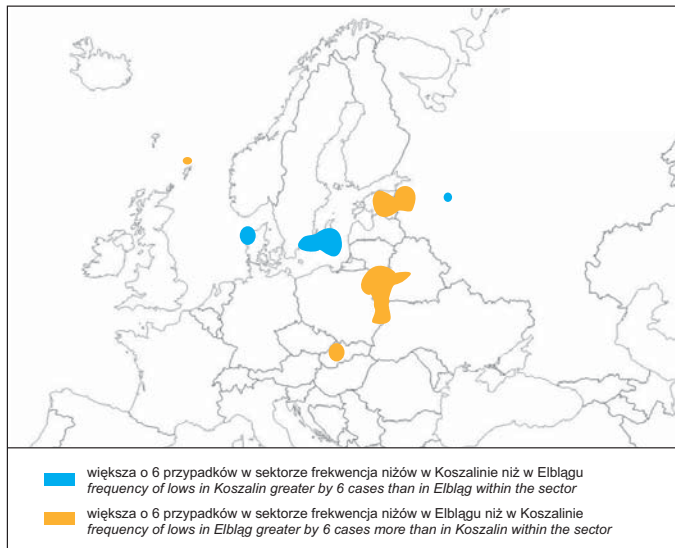 większa o 6 przypadków w sektorze frekwencja niżów w Koszalinie niż w Elblągu
frequency of lows in Koszalin greater by 6 cases than in Elbląg within the sector
większa o 6 przypadków w sektorze frekwencja niżów w Elblągu niż w Koszalinie
frequency of lows in Elbląg greater by 6 cases more than in Koszalin within the sector